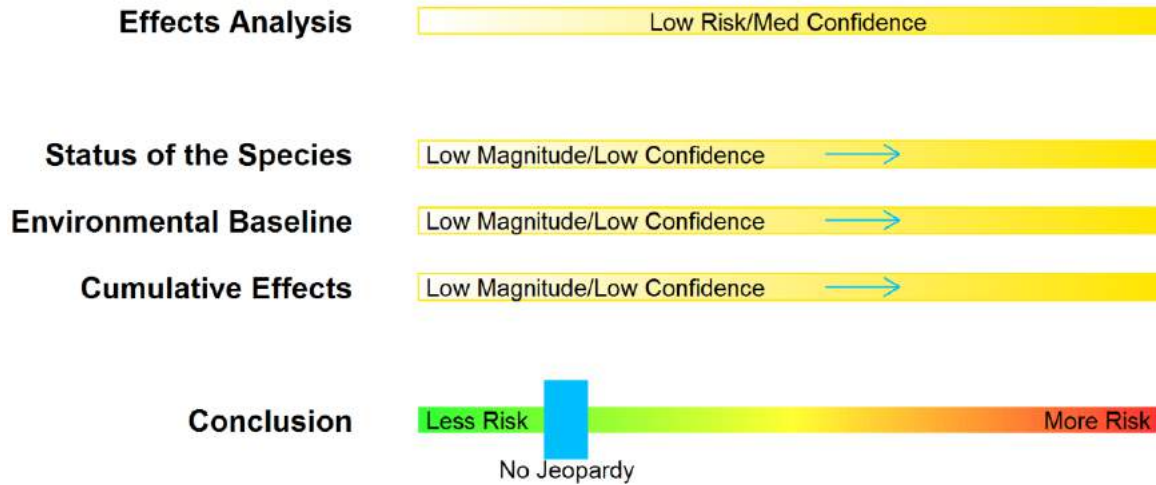 Effects Analysis Low Risk/Med Confidence
Status of the Species Low Magnitude/Low Confidence
Environmental Baseline Low Magnitude/Low Confidence
Cumulative Effects Low Magnitude/Low Confidence
Conclusion Less Risk More Risk
No Jeopardy